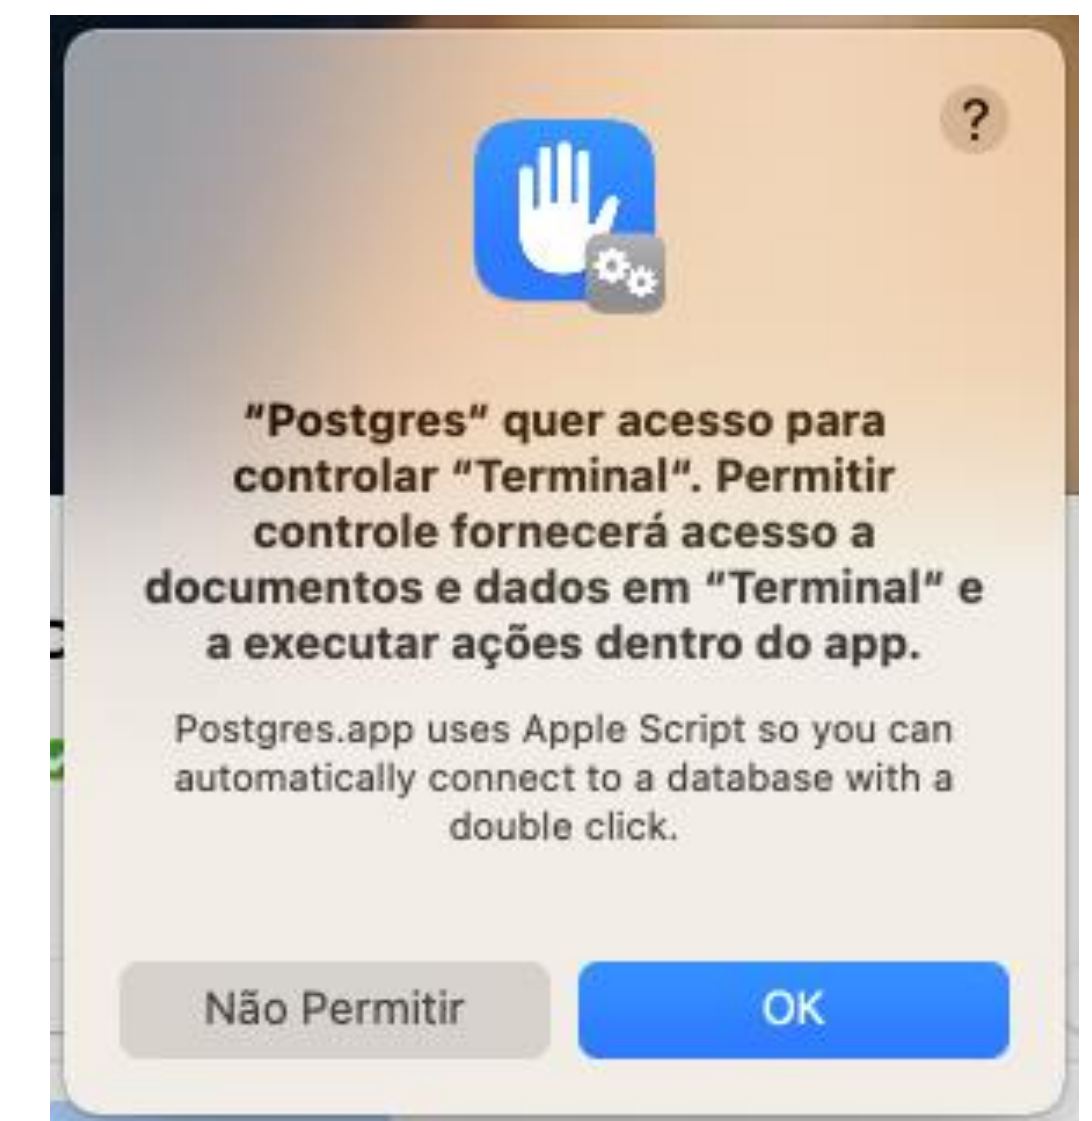 ?
“Postgres” quer acesso para
controlar “Terminal”. Permitir
controle fornecerá acesso a
documentos e dados em “Terminal” e
a executar ações dentro do app.
Postgres.app uses Apple Script so you can
automatically connect to a database with a
double click.
Não Permitir
OK